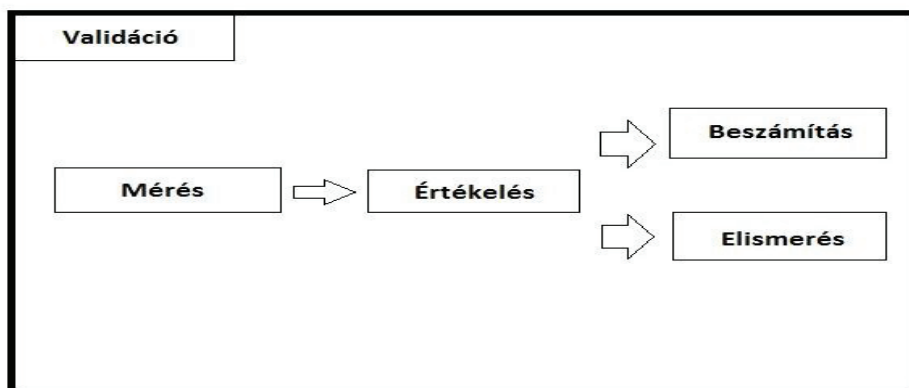 Validáció
Mérés
Értékelés
Beszámítás
Elismerés